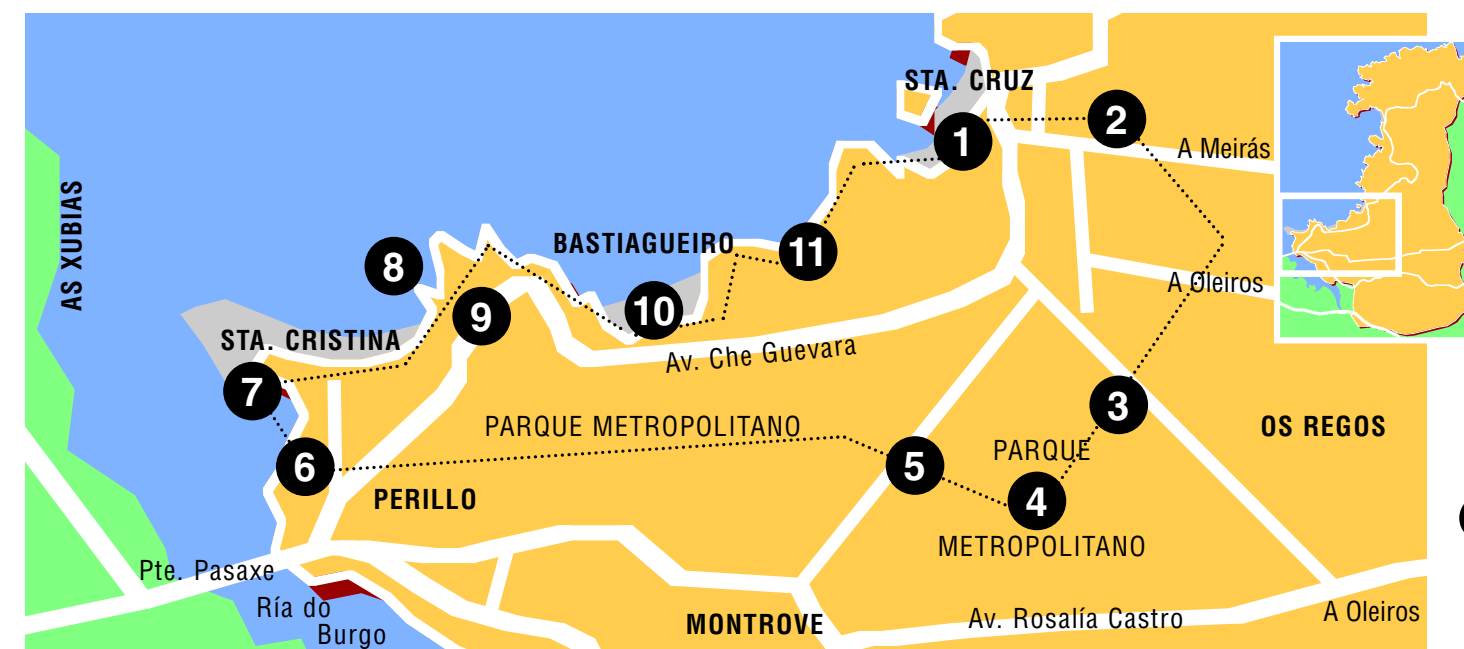 STA. CRUZ
1
2
A Meirás
AS XUBIAS
BASTIAGUEIRO
11
8
A Oleiros
10
9
STA. CRISTINA
Av. Che Guevara
7
3
PARQUE METROPOLITANO
OS REGOS
6
5
PARQUE
4
PERILLO
METROPOLITANO
Pte. Pasaxe
Ría do
Burgo
MONTROVE
Av. Rosalía Castro
A Oleiros